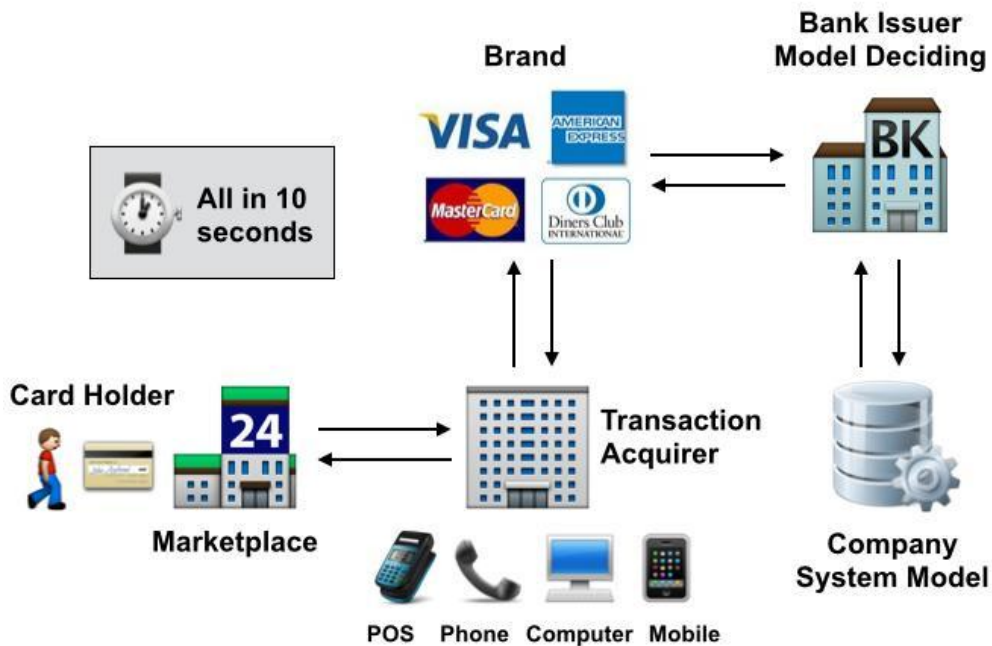 Bank Issuer
Model Deciding
Brand
VISA
AMERICAN
EXPRESS
BK
MasterCard
Diners Club
INTERNATIONAL
All in 10
seconds
Card Holder
24
Transaction
Acquirer
Marketplace
Company
System Model
POS Phone Computer Mobile